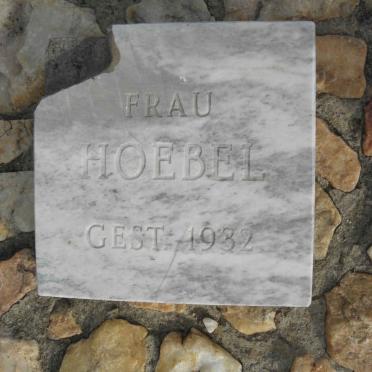 FRAU
HOEBEL
GEST. 1932